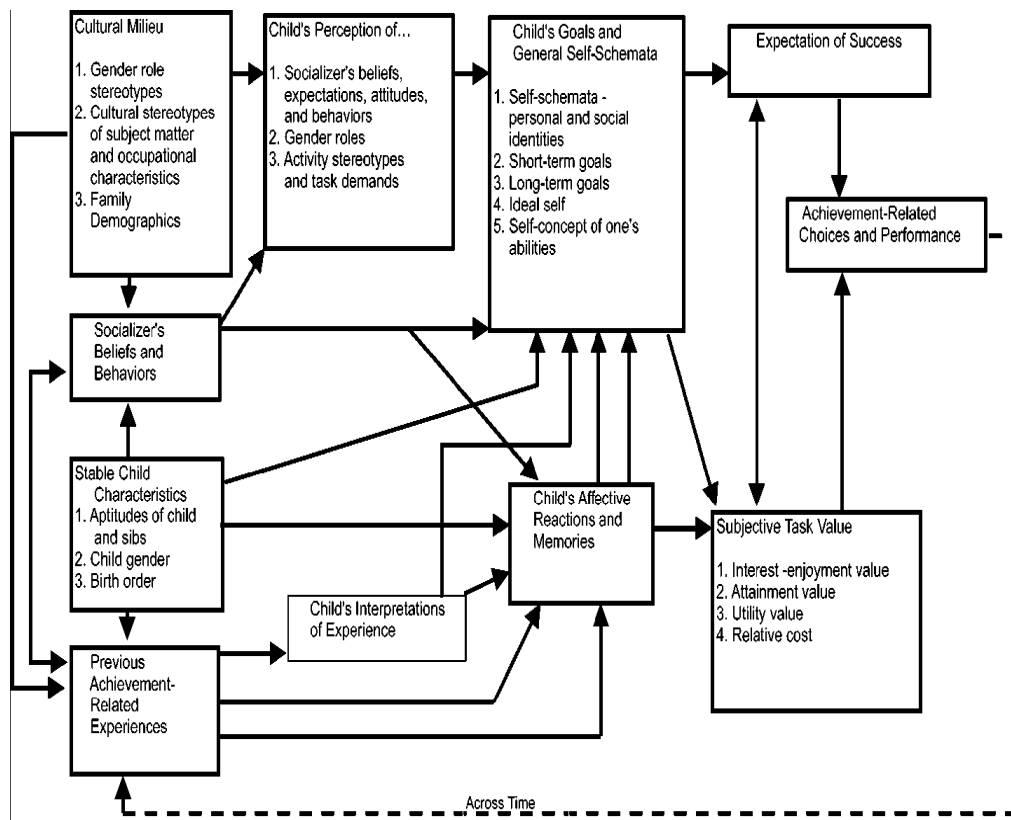 Cultural Milieu
1. Gender role
stereotypes
2. Cultural stereotypes
of subject matter
and occupational
characteristics
3. Family
Demographics
Child's Perception of...
1. Socializer's beliefs,
expectations, attitudes,
and behaviors
2. Gender roles
3. Activity stereotypes
and task demands
Child's Goals and
General Self-Schemata
1. Self-schemata -
personal and social
identities
2. Short-term goals
3. Long-term goals
4. Ideal self
5. Self-concept of one's
abilities
Expectation of Success
Achievement-Related
Choices and Performance
Socializer's
Beliefs and
Behaviors
Stable Child
Characteristics
1. Aptitudes of child
and sibs
2. Child gender
3. Birth order
Child's Affective
Reactions and
Memories
Subjective Task Value
1. Interest -enjoyment value
2. Attainment value
3. Utility value
4. Relative cost
Child's Interpretations
of Experience
Previous
Achievement-
Related
Experiences
Across Time